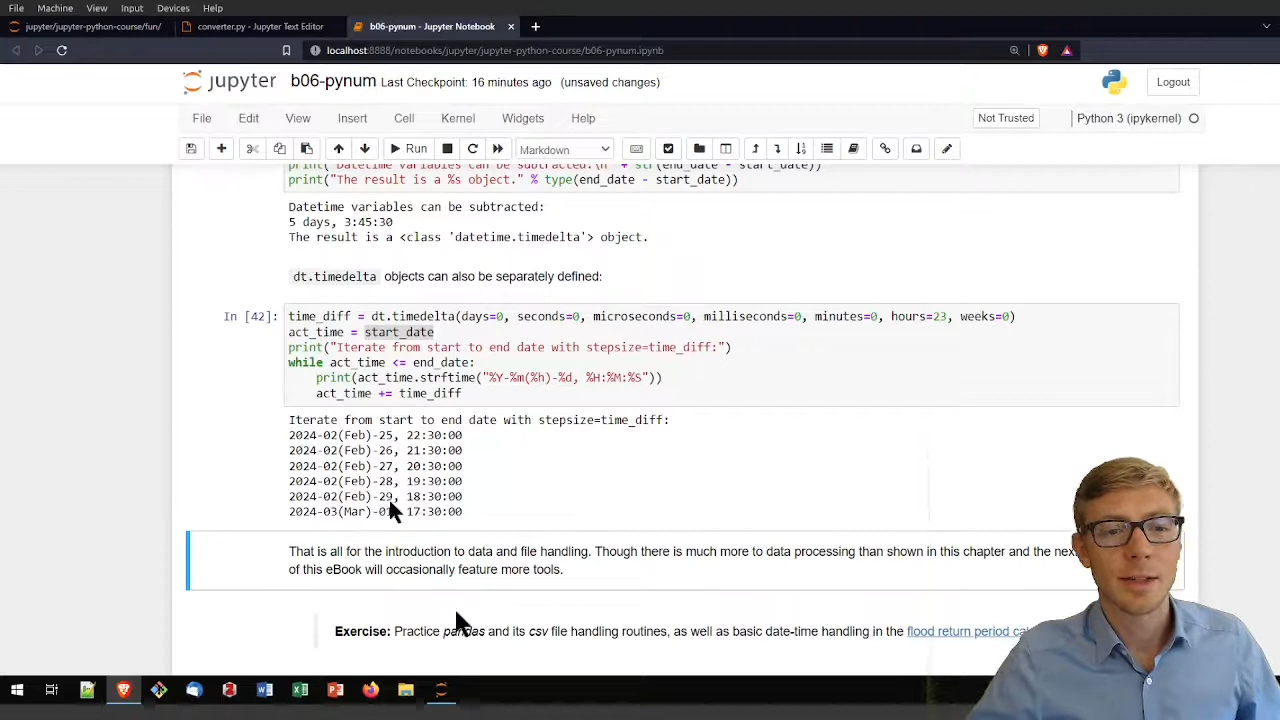 File Machine View Input Devices Help
jupyter/jupyter-python-course/fun/ converter.py - Jupyter Text Editor b06-pynum - Jupyter Notebook
localhost:8888/notebooks/jupyter/jupyter-python-course/b06-pynum.ipynb
jupyter b06-pynum Last Checkpoint: 16 minutes ago (unsaved changes) Logout
File Edit View Insert Cell Kernel Widgets Help Not Trusted Python 3 (ipykernel)
Run Markdown
print("Datetime variables can be subtracted:\n" + str(end_date - start_date))
print("The result is a %s object." % type(end_date - start_date))
Datetime variables can be subtracted:
5 days, 3:45:30
The result is a <class 'datetime.timedelta'> object.
dt.timedelta objects can also be separately defined:
In [42]: time_diff = dt.timedelta(days=0, seconds=0, microseconds=0, milliseconds=0, minutes=0, hours=23, weeks=0)
act_time = start_date
print("Iterate from start to end date with stepsize=time_diff:")
while act_time <= end_date:
print(act_time.strftime("%Y-%m(%h)-%d, %H:%M:%S"))
act_time += time_diff
Iterate from start to end date with stepsize=time_diff:
2024-02(Feb)-25, 22:30:00
2024-02(Feb)-26, 21:30:00
2024-02(Feb)-27, 20:30:00
2024-02(Feb)-28, 19:30:00
2024-02(Feb)-29, 18:30:00
2024-03(Mar)-01, 17:30:00
That is all for the introduction to data and file handling. Though there is much more to data processing than shown in this chapter and the
of this eBook will occasionally feature more tools.
Exercise: Practice pandas and its csv file handling routines, as well as basic date-time handling in the flood return period